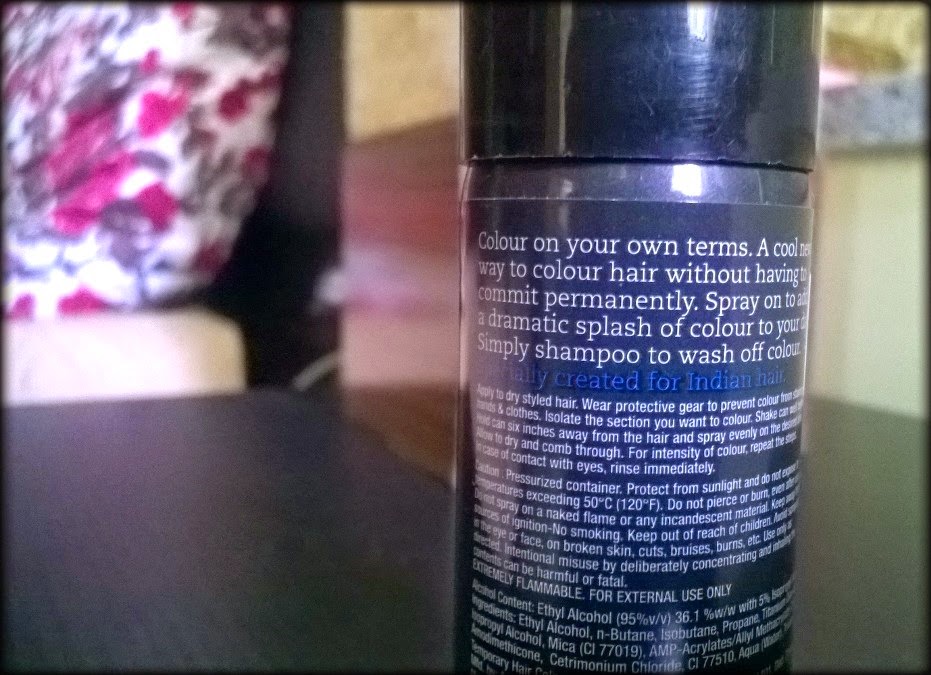 Colour on your own terms. A cool
way to colour hair without having to
commit permanently. Spray on to
a dramatic splash of colour to your
Simply shampoo to wash off colour.
created for Indian hair
Apply to dry styled hair. Wear protective gear to prevent colour from
hands & clothes. Isolate the section you want to colour. Shake can
Hold can six inches away from the hair and spray evenly on the
Allow to dry and comb through. For intensity of colour, repeat the
In case of contact with eyes, rinse immediately.
Caution : Pressurized container. Protect from sunlight and do not
Temperatures exceeding 50°C (120°F). Do not pierce or burn, even
Do not spray on a naked flame or any incandescent material. Keep
sources of ignition-No smoking. Keep out of reach of children. Avoid
in the eye or face, on broken skin, cuts, bruises, burns, etc. Use only
directed. Intentional misuse by deliberately concentrating and
contents can be harmful or fatal.
EXTREMELY FLAMMABLE. FOR EXTERNAL USE ONLY
Alcohol Content: Ethyl Alcohol (95%v/v) 36.1 %w/w with 5%
Ingredients: Ethyl Alcohol, n-Butane, Isobutane, Propane,
Isopropyl Alcohol, Mica (CI 77019), AMP-Acrylates/Allyl
Cetrimonium Chloride, CI 77510, Aqua
Temporary Hair